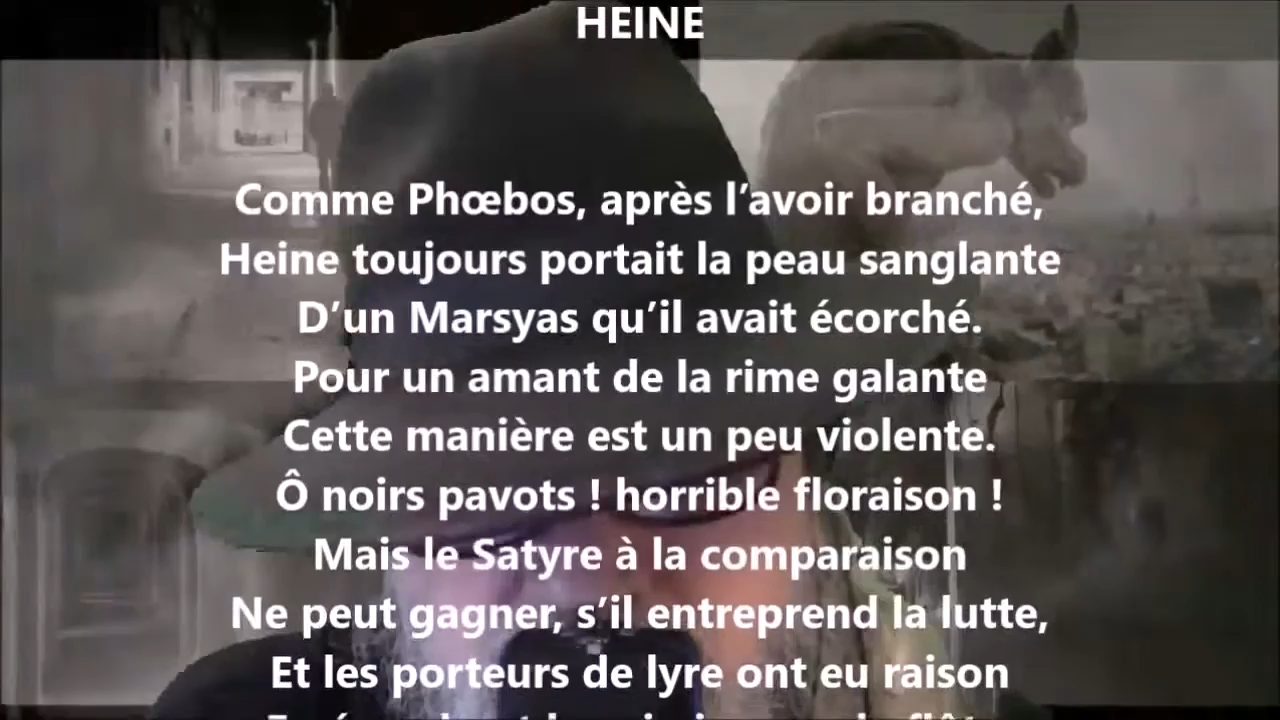 HEINE
Comme Phœbos, après l’avoir branché,
Heine toujours portait la peau sanglante
D’un Marsyas qu’il avait écorché.
Pour un amant de la rime galante
Cette manière est un peu violente.
Ô noirs pavots ! horrible floraison !
Mais le Satyre à la comparaison
Ne peut gagner, s’il entreprend la lutte,
Et les porteurs de lyre ont eu raison